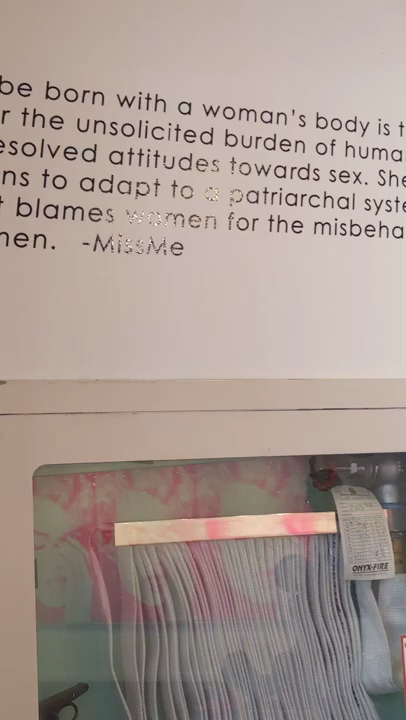 be born with a woman's body is t
r the unsolicited burden of huma
esolved attitudes towards sex. She
ns to adapt to a patriarchal syste
t blames women for the misbeha
nen. -MissMe
ONYX-FIRE